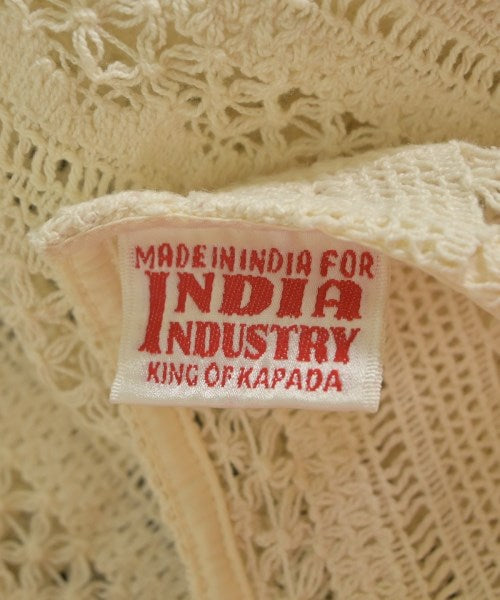 MADE IN INDIA FOR
INDIA
INDUSTRY
KING OF KAPADA